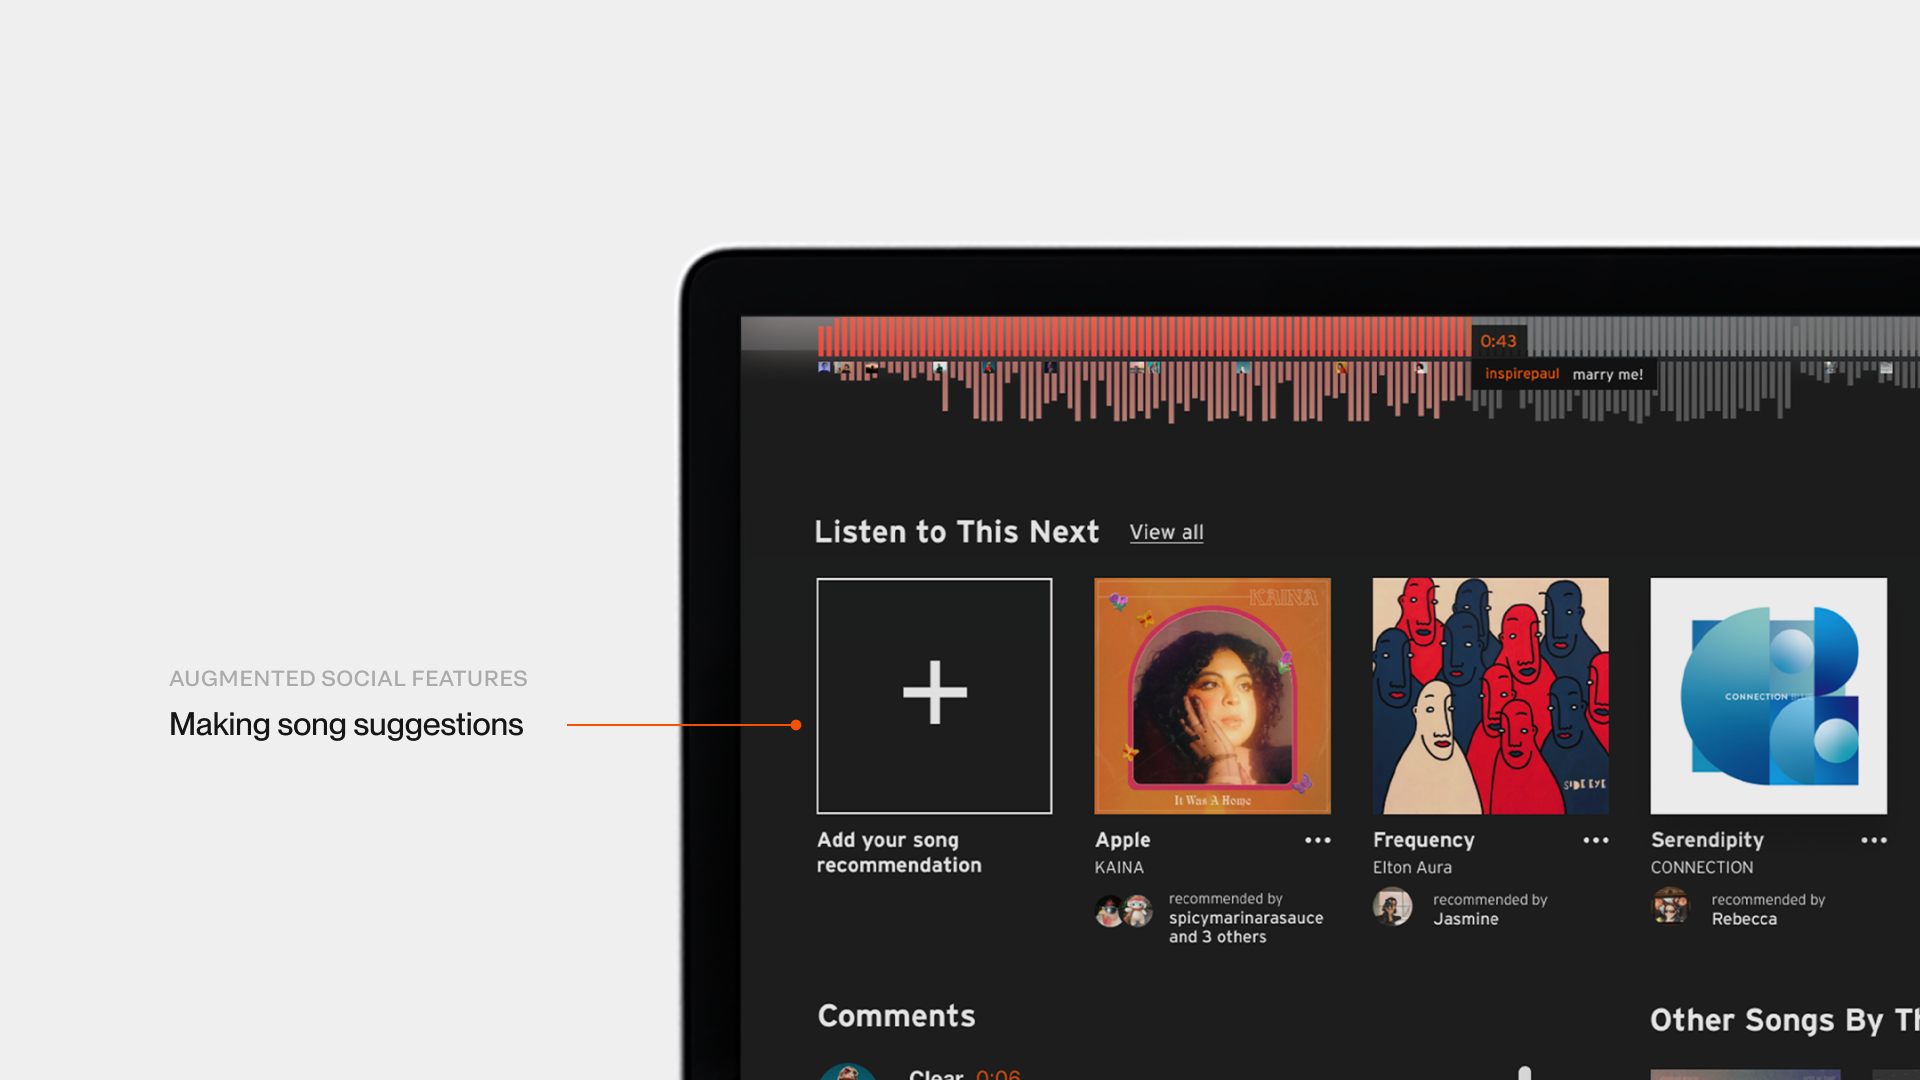 0:43
inspirepaul marry me!
Listen to This Next View all
KAINA
It Was A Home
SIDE EYE
CONNECTION
Add your song
recommendation
Apple
KAINA
recommended by
spicymarinarasauce
and 3 others
Frequency
Elton Aura
recommended by
Jasmine
Serendipity
CONNECTION
recommended by
Rebecca
AUGMENTED SOCIAL FEATURES
Making song suggestions
Comments
Other Songs By
Clear 0:06